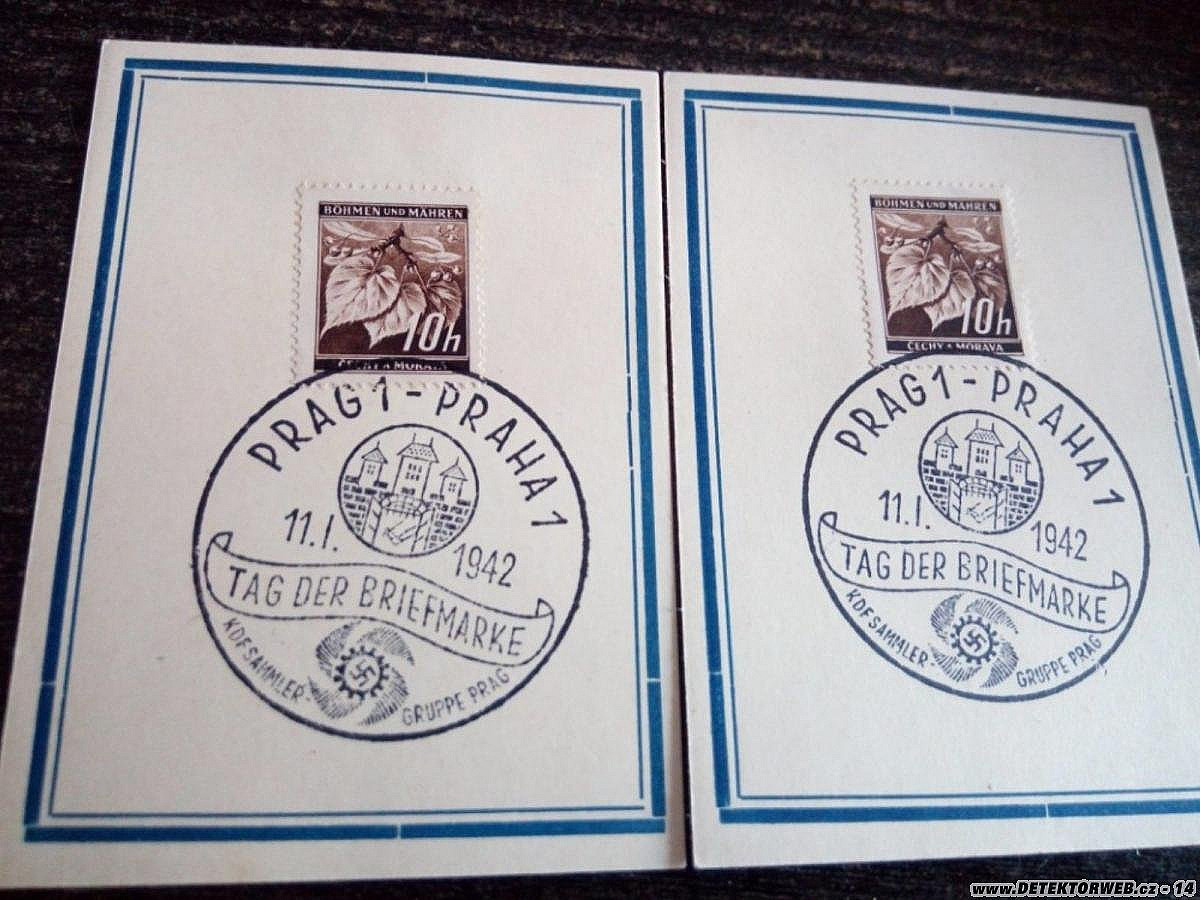 BÖHMEN UND MÄHREN
10h
ČECHY A MORAVA
PRAG 1 - PRAHA 1
11.I. 1942
TAG DER BRIEFMARKE
KDF SAMMLER-
GRUPPE PRAG
BÖHMEN UND MÄHREN
10h
ČECHY A MORAVA
PRAG 1 - PRAHA 1
11.I. 1942
TAG DER BRIEFMARKE
KDF SAMMLER-
GRUPPE PRAG
www.DETEKTORWEB.cz - 14